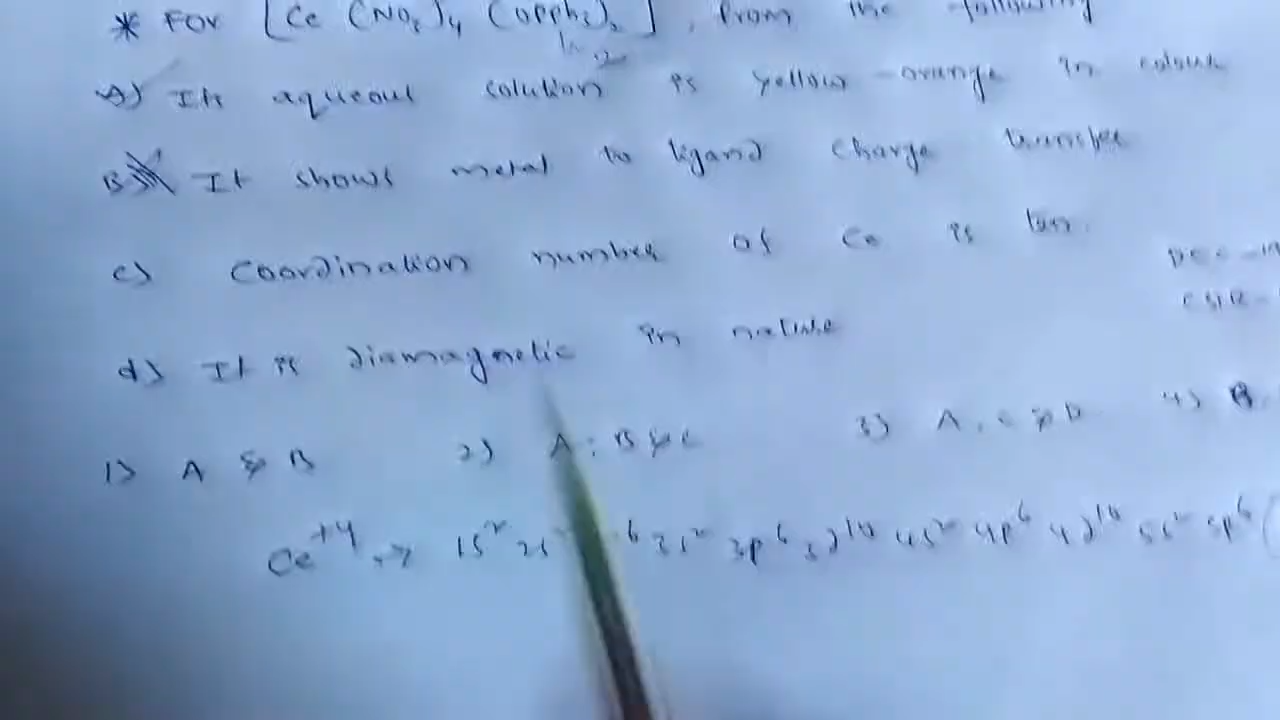 * For [Ce (NO3)4 (OPPh3)2], from the following
A) Its aqueous solution is yellow-orange in colour
B) It shows metal to ligand charge transfer
c) Coordination number of Ce is ten.
d) It is diamagnetic in nature
1) A & B 2) A, B & C 3) A, C & D 4) B
Ce+4 → 1s2 2s2 6 3s2 3p6 3d10 4s2 4p6 4d10 5s2 5p6